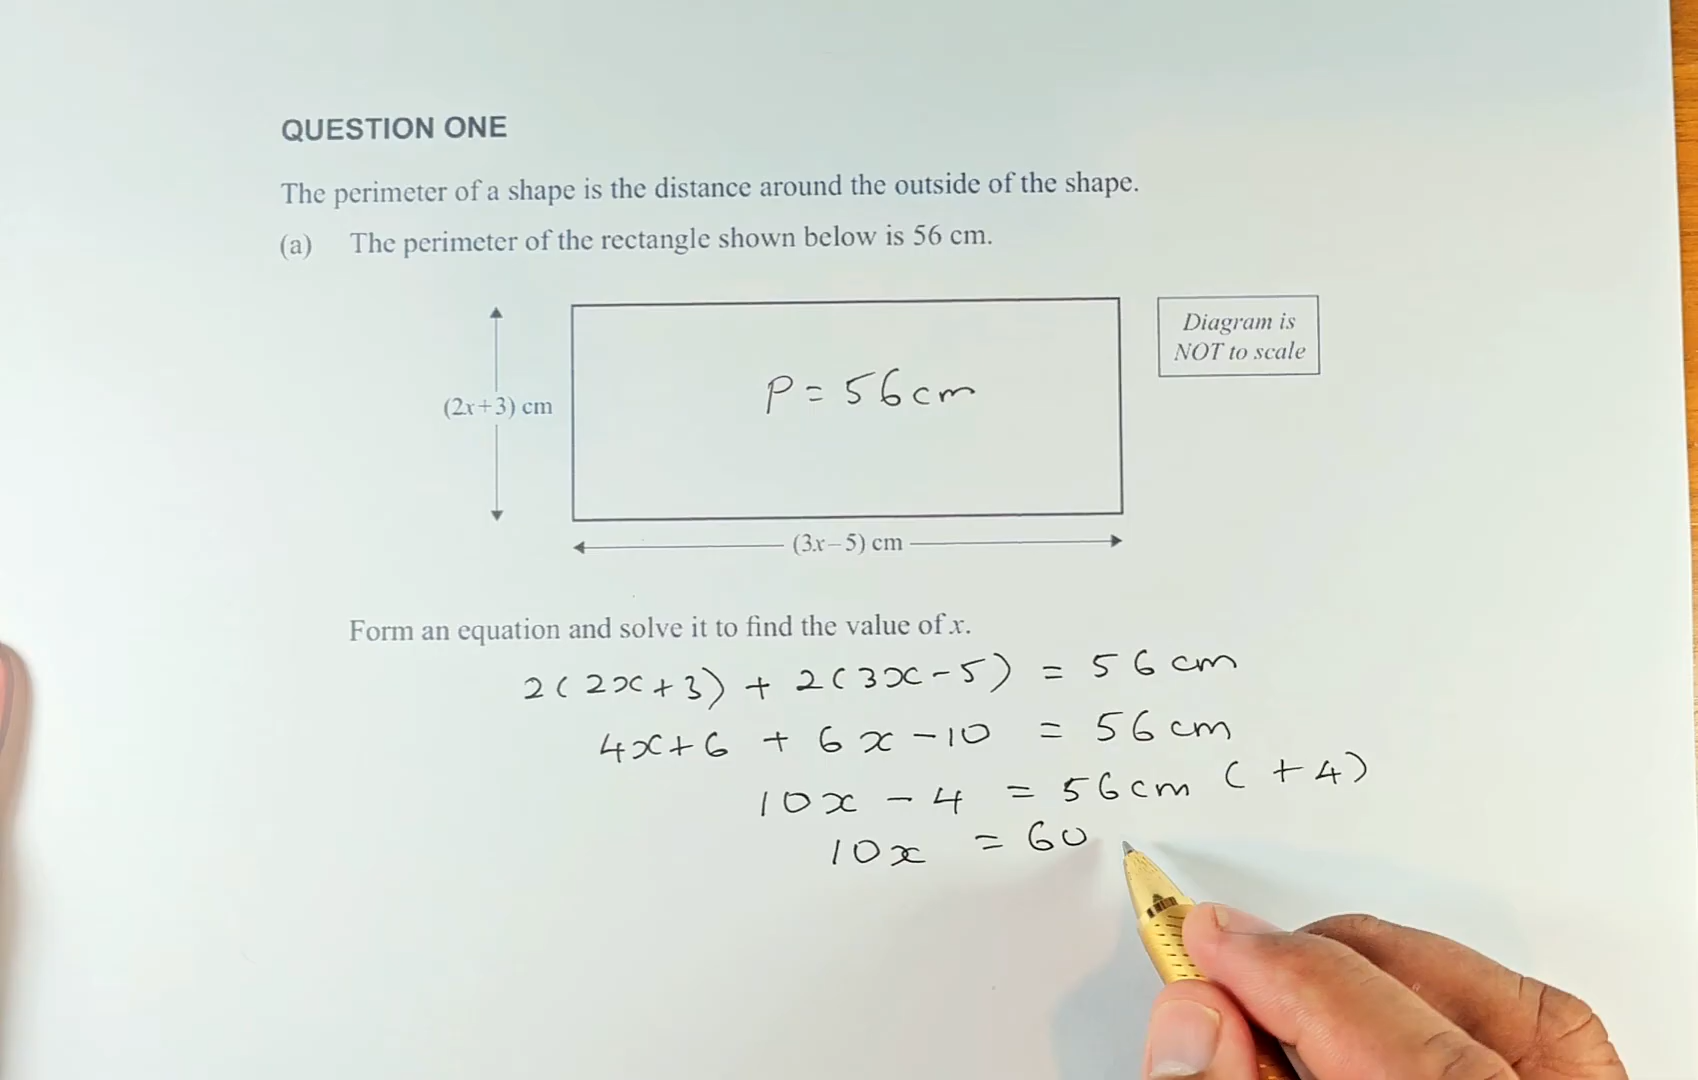 QUESTION ONE
The perimeter of a shape is the distance around the outside of the shape.
(a) The perimeter of the rectangle shown below is 56 cm.
Diagram is
NOT to scale
P = 56cm
(2x+3) cm
(3x–5) cm
Form an equation and solve it to find the value of x.
2(2x+3) + 2(3x-5) = 56 cm
4x+6 + 6x-10 = 56 cm
10x - 4 = 56cm (+4)
10x = 60